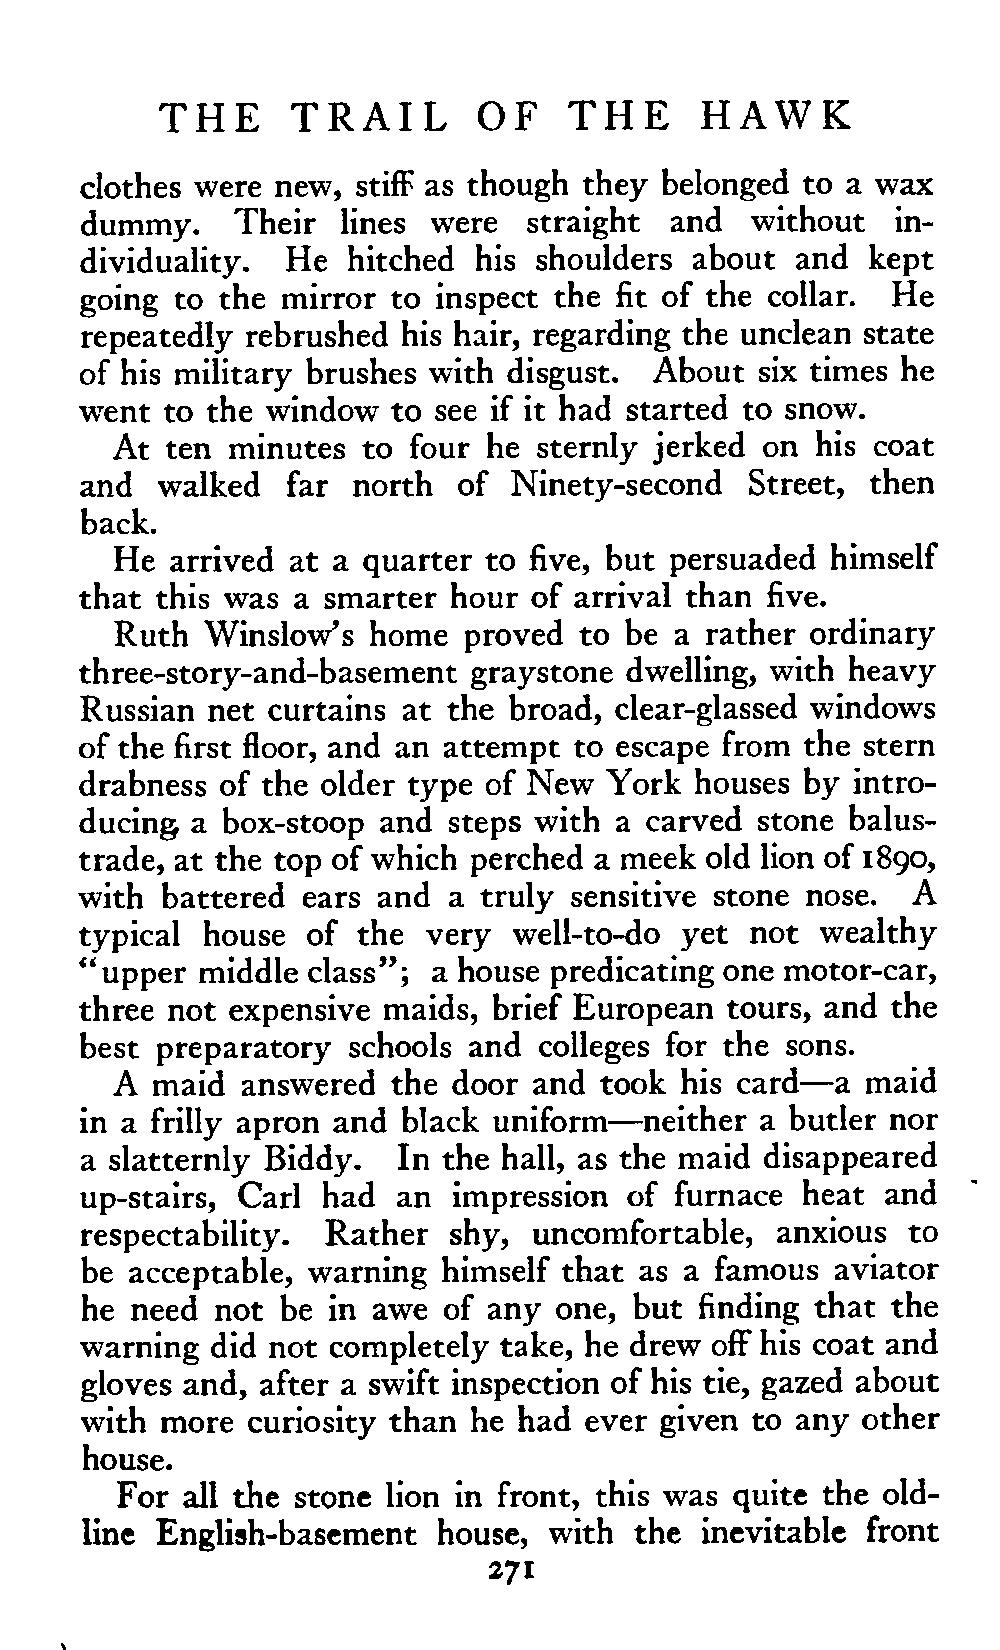 THE TRAIL OF THE HAWK
clothes were new, stiff as though they belonged to a wax
dummy. Their lines were straight and without in-
dividuality. He hitched his shoulders about and kept
going to the mirror to inspect the fit of the collar. He
repeatedly rebrushed his hair, regarding the unclean state
of his military brushes with disgust. About six times he
went to the window to see if it had started to snow.
At ten minutes to four he sternly jerked on his coat
and walked far north of Ninety-second Street, then
back.
He arrived at a quarter to five, but persuaded himself
that this was a smarter hour of arrival than five.
Ruth Winslow's home proved to be a rather ordinary
three-story-and-basement graystone dwelling, with heavy
Russian net curtains at the broad, clear-glassed windows
of the first floor, and an attempt to escape from the stern
drabness of the older type of New York houses by intro-
ducing a box-stoop and steps with a carved stone balus-
trade, at the top of which perched a meek old lion of 1890,
with battered ears and a truly sensitive stone nose. A
typical house of the very well-to-do yet not wealthy
"upper middle class"; a house predicating one motor-car,
three not expensive maids, brief European tours, and the
best preparatory schools and colleges for the sons.
A maid answered the door and took his card—a maid
in a frilly apron and black uniform—neither a butler nor
a slatternly Biddy. In the hall, as the maid disappeared
up-stairs, Carl had an impression of furnace heat and
respectability. Rather shy, uncomfortable, anxious to
be acceptable, warning himself that as a famous aviator
he need not be in awe of any one, but finding that the
warning did not completely take, he drew off his coat and
gloves and, after a swift inspection of his tie, gazed about
with more curiosity than he had ever given to any other
house.
For all the stone lion in front, this was quite the old-
line English-basement house, with the inevitable front
271